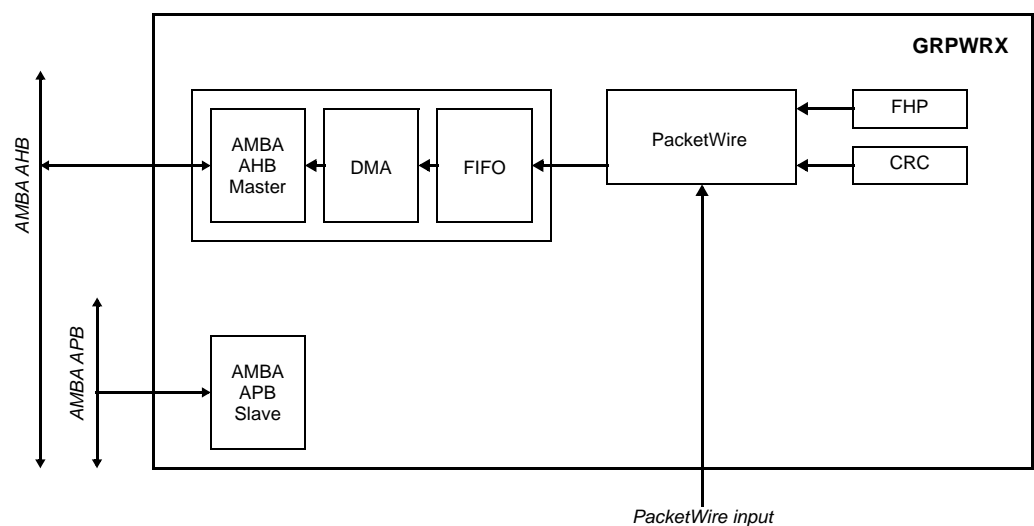 GRPWRX
AMBA AHB
AMBA
AHB
Master
DMA
FIFO
PacketWire
FHP
CRC
AMBA APB
AMBA
APB
Slave
PacketWire input